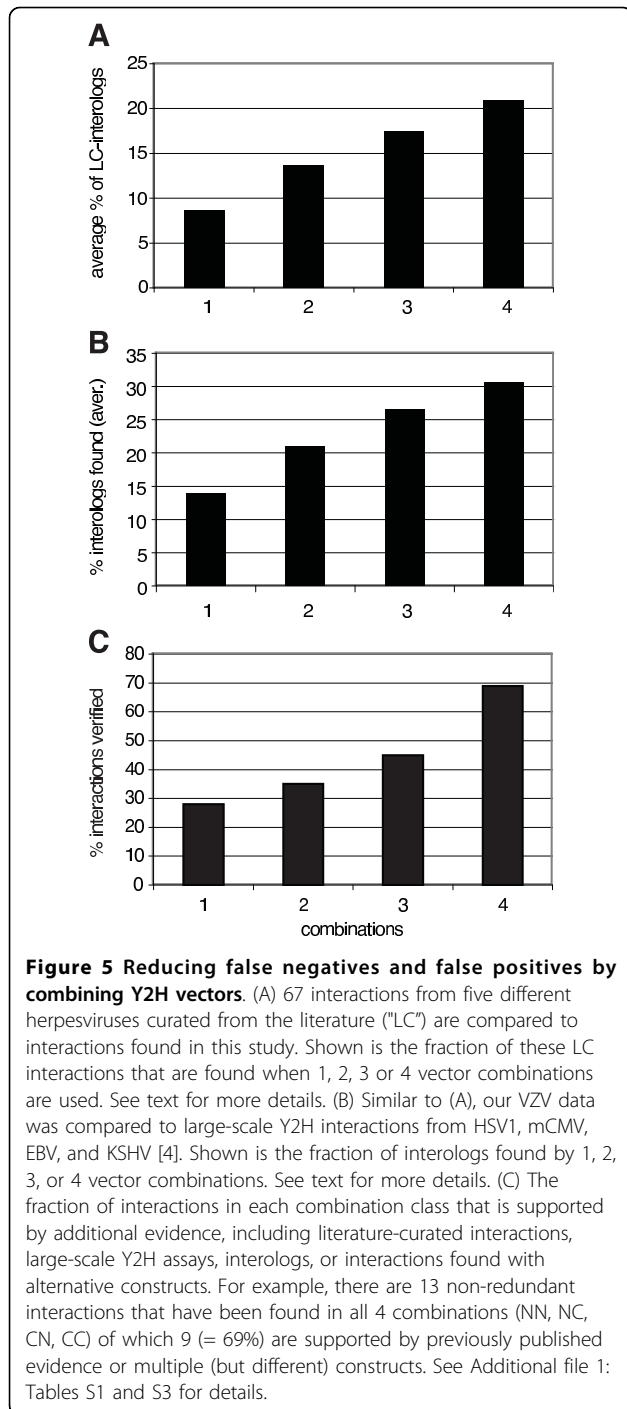 A
average % of LC-interologs
25
20
15
10
5
0
1 2 3 4
B
% interologs found (aver.)
35
30
25
20
15
10
5
0
1 2 3 4
C
% interactions verified
80
70
60
50
40
30
20
10
0
1 2 3 4
combinations
Figure 5 Reducing false negatives and false positives by
combining Y2H vectors. (A) 67 interactions from five different
herpesviruses curated from the literature ("LC") are compared to
interactions found in this study. Shown is the fraction of these LC
interactions that are found when 1, 2, 3 or 4 vector combinations
are used. See text for more details. (B) Similar to (A), our VZV data
was compared to large-scale Y2H interactions from HSV1, mCMV,
EBV, and KSHV [4]. Shown is the fraction of interologs found by 1, 2,
3, or 4 vector combinations. See text for more details. (C) The
fraction of interactions in each combination class that is supported
by additional evidence, including literature-curated interactions,
large-scale Y2H assays, interologs, or interactions found with
alternative constructs. For example, there are 13 non-redundant
interactions that have been found in all 4 combinations (NN, NC,
CN, CC) of which 9 (= 69%) are supported by previously published
evidence or multiple (but different) constructs. See Additional file 1:
Tables S1 and S3 for details.